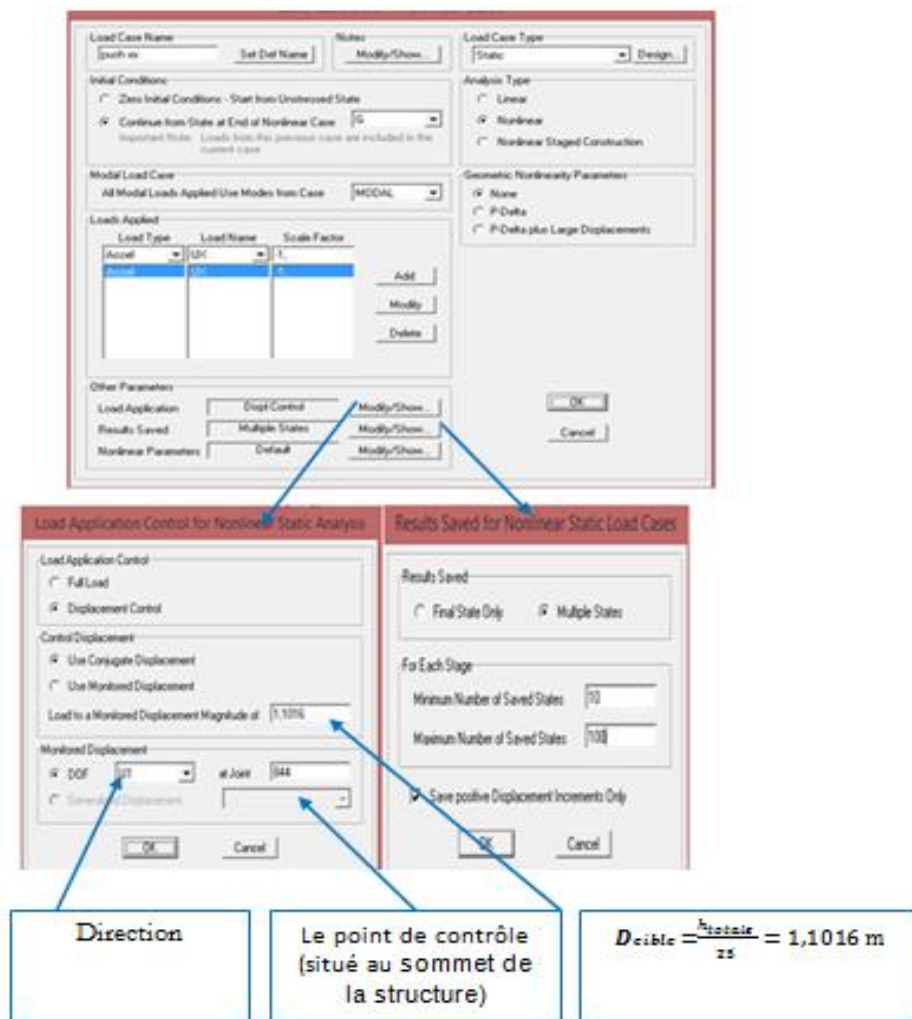 Load Case Name
Notes
Load Case Type
push xx
Set Def Name
Modify/Show...
Static
Design...
Initial Conditions
Analysis Type
Zero Initial Conditions - Start from Unstressed State
Linear
Continue from State at End of Nonlinear Case
G
Nonlinear
Important Note: Loads from this previous case are included in the
current case
Nonlinear Staged Construction
Modal Load Case
Geometric Nonlinearity Parameters
All Modal Loads Applied Use Modes from Case
MODAL
None
P-Delta
P-Delta plus Large Displacements
Loads Applied
Load Type
Load Name
Scale Factor
Accel
UX
Accel
UX
Add
Modify
Delete
Other Parameters
Load Application
Displ Control
Modify/Show...
OK
Results Saved
Multiple States
Modify/Show...
Cancel
Nonlinear Parameters
Default
Modify/Show...
Load Application Control for Nonlinear Static Analysis
Results Saved for Nonlinear Static Load Cases
Load Application Control
Full Load
Displacement Control
Control Displacement
Use Conjugate Displacement
Use Monitored Displacement
Load to a Monitored Displacement Magnitude of
1,1016
Monitored Displacement
DOF
U1
at Joint
844
Generalized Displacement
OK
Cancel
Results Saved
Final State Only
Multiple States
For Each Stage
Minimum Number of Saved States
10
Maximum Number of Saved States
100
Save positive Displacement Increments Only
OK
Cancel
Direction
Le point de contrôle
(situé au sommet de
la structure)
D cible = h totale / 25 = 1,1016 m